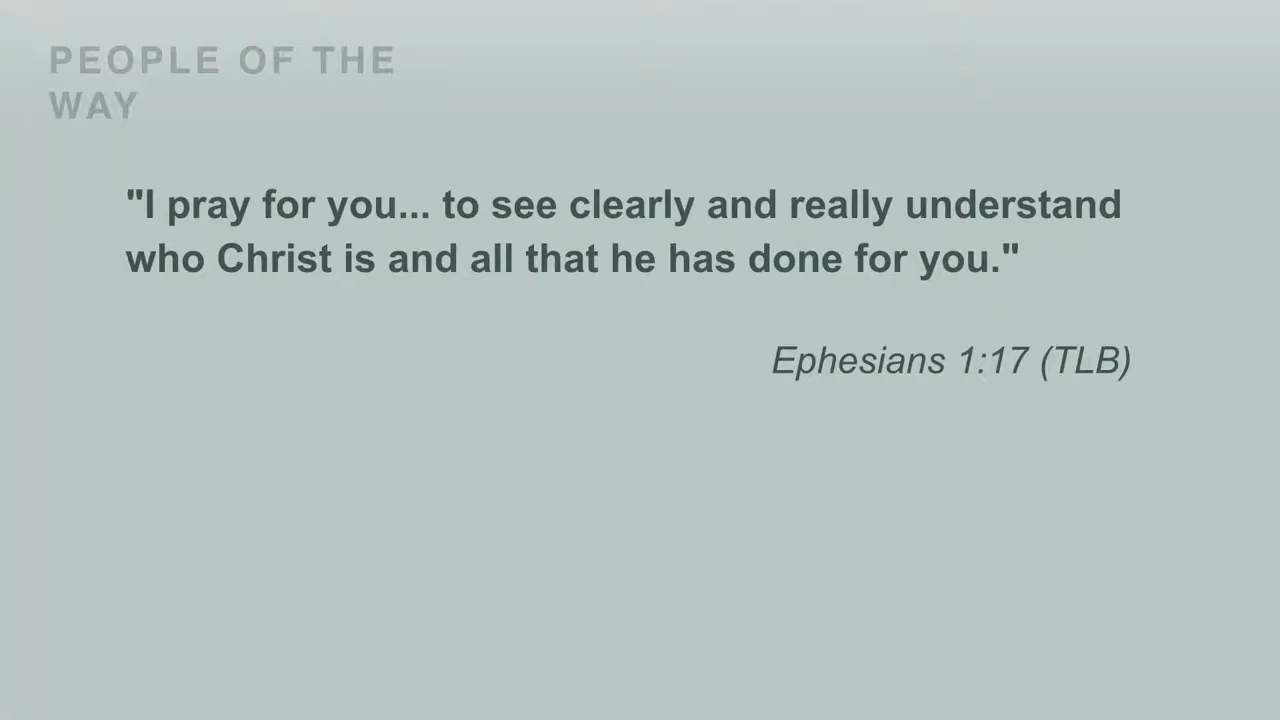 PEOPLE OF THE
WAY
"I pray for you... to see clearly and really understand
who Christ is and all that he has done for you."
Ephesians 1:17 (TLB)